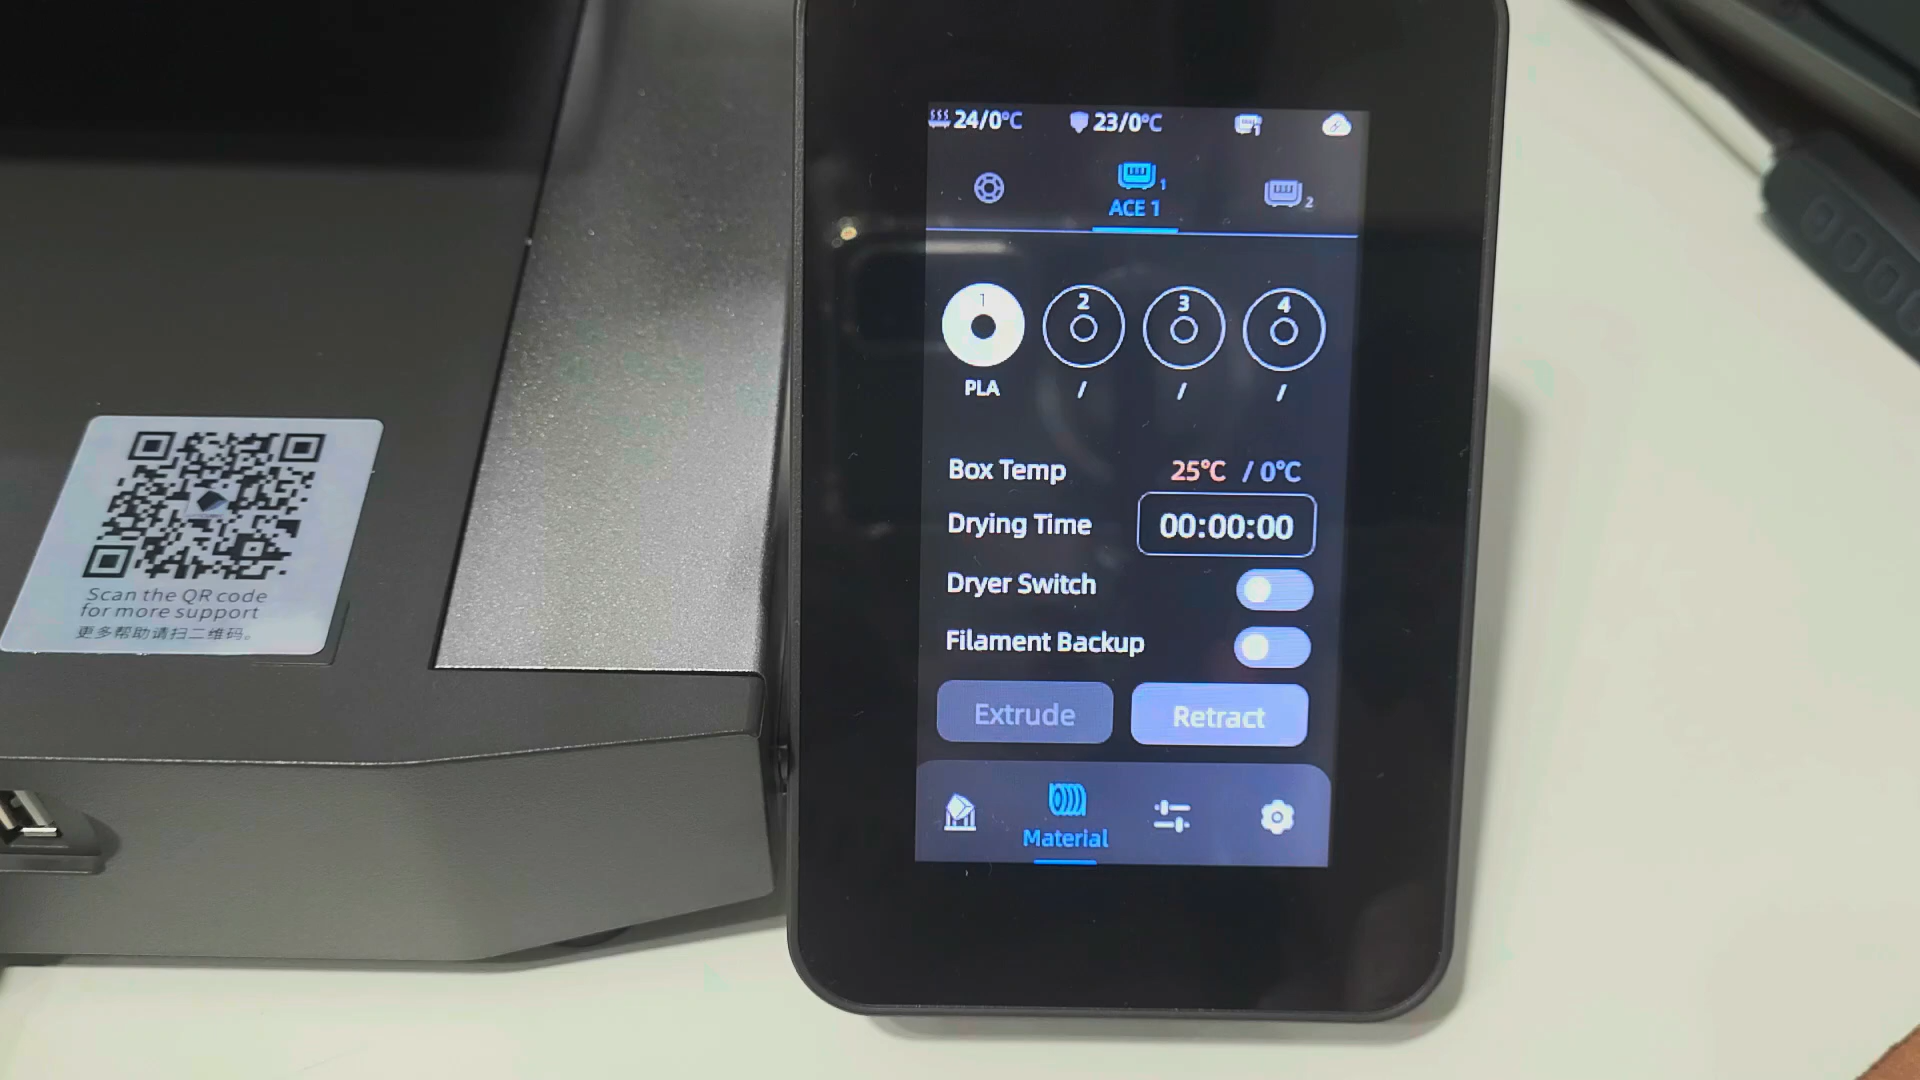 24/0°C
23/0°C
1
ACE 1
1
2
1
2
3
4
PLA
/
/
/
Box Temp
25°C / 0°C
Drying Time
00:00:00
Dryer Switch
Filament Backup
Extrude
Retract
Material
Scan the QR code
for more support
更多帮助请扫二维码。